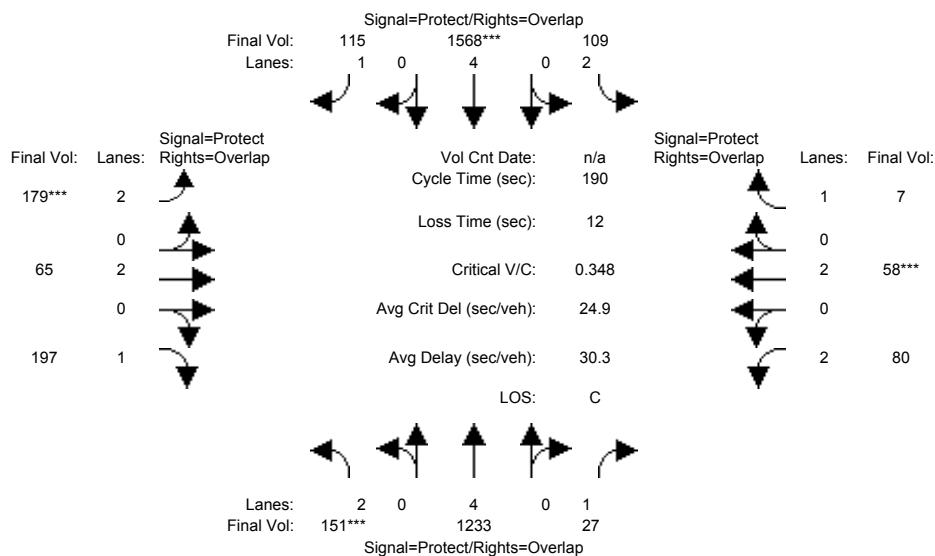 Signal=Protect/Rights=Overlap
Final Vol: 115 1568*** 109
Lanes: 1 0 4 0 2
Signal=Protect
Final Vol: Lanes: Rights=Overlap
Vol Cnt Date: n/a
Signal=Protect
Rights=Overlap Lanes: Final Vol:
Cycle Time (sec): 190
179*** 2
1 7
Loss Time (sec): 12
0
0
65 2
Critical V/C: 0.348
2 58***
0
Avg Crit Del (sec/veh): 24.9
0
197 1
Avg Delay (sec/veh): 30.3
2 80
LOS: C
Lanes: 2 0 4 0 1
Final Vol: 151*** 1233 27
Signal=Protect/Rights=Overlap